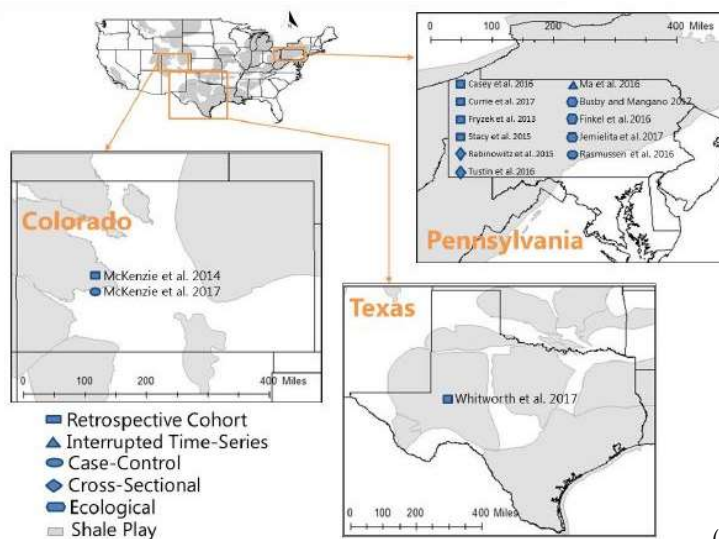 0 100 200 400 Miles
Casey et al. 2016
Currie et al. 2017
Fryzek et al. 2013
Stacy et al. 2015
Rabinowitz et al. 2015
Tustin et al. 2016
Ma et al. 2016
Busby and Mangano 2017
Finkel et al. 2016
Jemielita et al. 2017
Rasmussen et al. 2016
Pennsylvania
Colorado
McKenzie et al. 2014
McKenzie et al. 2017
0 100 200 400 Miles
Texas
Whitworth et al. 2017
0 100 200 400 Miles
Retrospective Cohort
Interrupted Time-Series
Case-Control
Cross-Sectional
Ecological
Shale Play
(